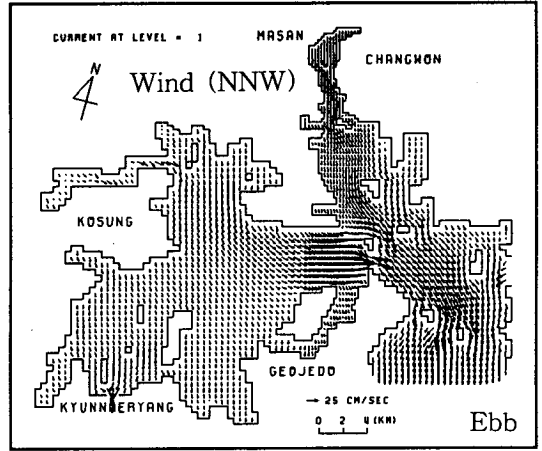 CURRENT AT LEVEL = 1
MASAN
CHANGWON
N
Wind (NNW)
KOSUNG
GEOJEDO
KYUNNAERYANG
→ 25 CM/SEC
0 2 4 (KM)
Ebb